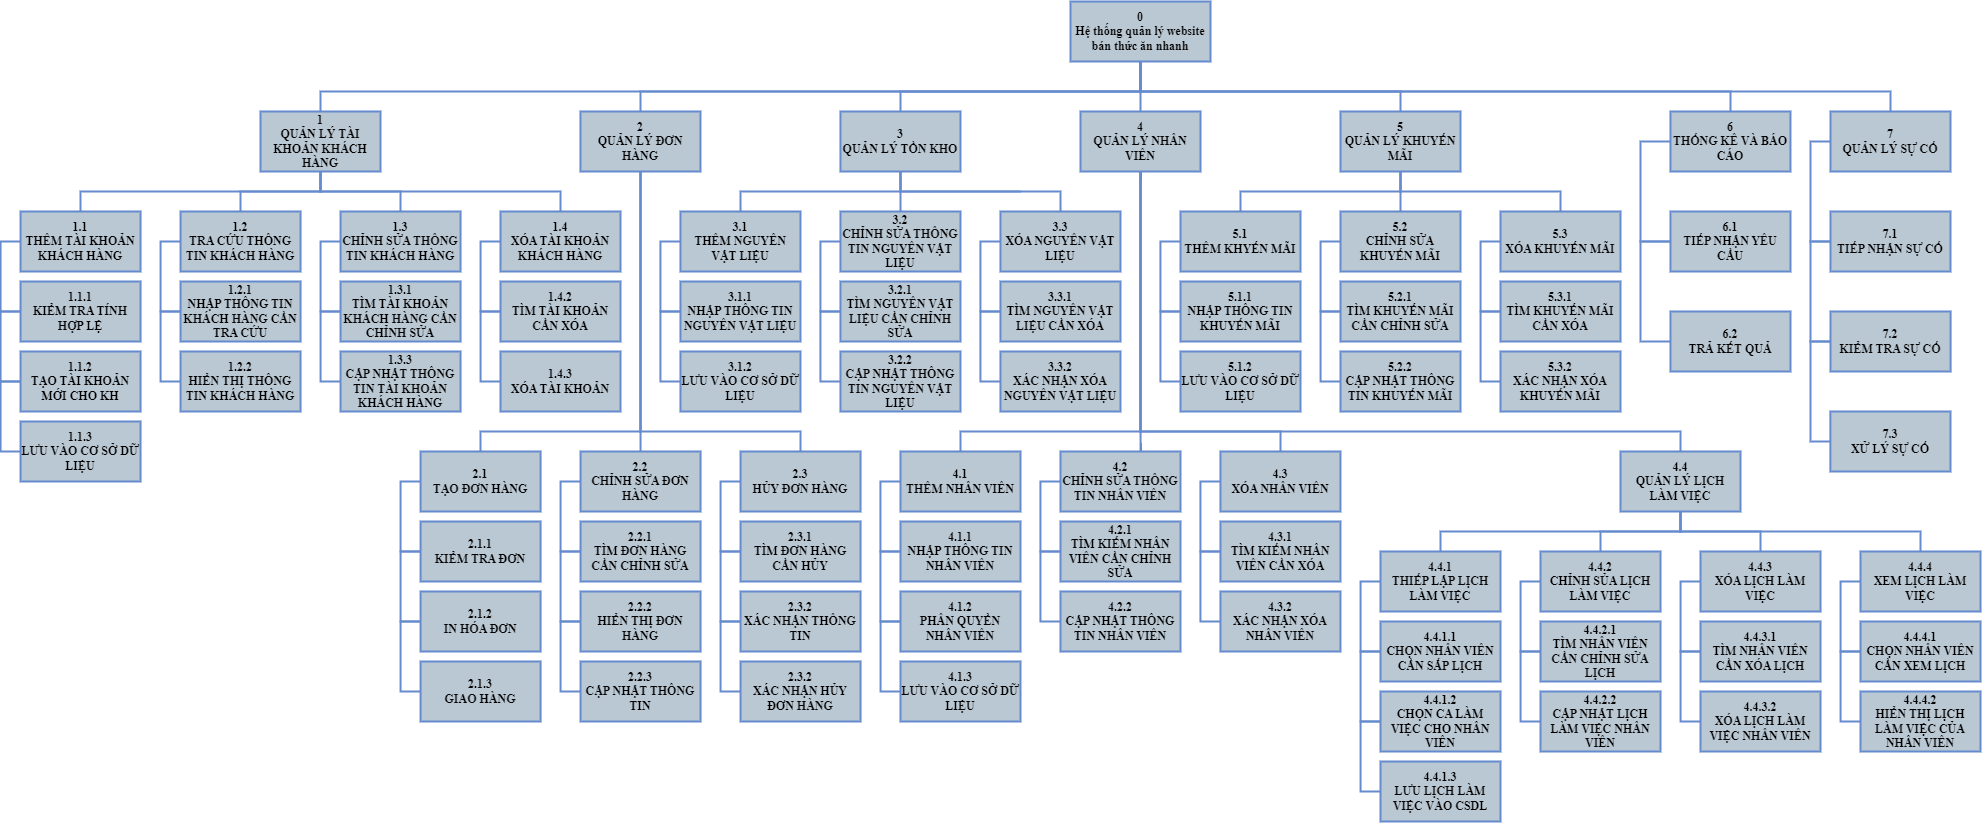 0
Hệ thống quản lý website
bán thức ăn nhanh
1
QUẢN LÝ TÀI
KHOẢN KHÁCH
HÀNG
2
QUẢN LÝ ĐƠN
HÀNG
3
QUẢN LÝ TỒN KHO
4
QUẢN LÝ NHÂN
VIÊN
5
QUẢN LÝ KHUYẾN
MÃI
6
THỐNG KÊ VÀ BÁO
CÁO
7
QUẢN LÝ SỰ CỐ
1.1
THÊM TÀI KHOẢN
KHÁCH HÀNG
1.2
TRA CỨU THÔNG
TIN KHÁCH HÀNG
1.3
CHỈNH SỬA THÔNG
TIN KHÁCH HÀNG
1.4
XÓA TÀI KHOẢN
KHÁCH HÀNG
3.1
THÊM NGUYÊN
VẬT LIỆU
3.2
CHỈNH SỬA THÔNG
TIN NGUYÊN VẬT
LIỆU
3.3
XÓA NGUYÊN VẬT
LIỆU
5.1
THÊM KHYẾN MÃI
5.2
CHỈNH SỬA
KHUYẾN MÃI
5.3
XÓA KHUYẾN MÃI
6.1
TIẾP NHẬN YÊU
CẦU
7.1
TIẾP NHẬN SỰ CỐ
1.1.1
KIỂM TRA TÍNH
HỢP LỆ
1.2.1
NHẬP THÔNG TIN
KHÁCH HÀNG CẦN
TRA CỨU
1.3.1
TÌM TÀI KHOẢN
KHÁCH HÀNG CẦN
CHỈNH SỬA
1.4.2
TÌM TÀI KHOẢN
CẦN XÓA
3.1.1
NHẬP THÔNG TIN
NGUYÊN VẬT LIỆU
3.2.1
TÌM NGUYÊN VẬT
LIỆU CẦN CHỈNH
SỬA
3.3.1
TÌM NGUYÊN VẬT
LIỆU CẦN XÓA
5.1.1
NHẬP THÔNG TIN
KHUYẾN MÃI
5.2.1
TÌM KHUYẾN MÃI
CẦN CHỈNH SỬA
5.3.1
TÌM KHUYẾN MÃI
CẦN XÓA
6.2
TRẢ KẾT QUẢ
7.2
KIỂM TRA SỰ CỐ
1.1.2
TẠO TÀI KHOẢN
MỚI CHO KH
1.2.2
HIỂN THỊ THÔNG
TIN KHÁCH HÀNG
1.3.3
CẬP NHẬT THÔNG
TIN TÀI KHOẢN
KHÁCH HÀNG
1.4.3
XÓA TÀI KHOẢN
3.1.2
LƯU VÀO CƠ SỞ DỮ
LIỆU
3.2.2
CẬP NHẬT THÔNG
TIN NGUYÊN VẬT
LIỆU
3.3.2
XÁC NHẬN XÓA
NGUYÊN VẬT LIỆU
5.1.2
LƯU VÀO CƠ SỞ DỮ
LIỆU
5.2.2
CẬP NHẬT THÔNG
TIN KHUYẾN MÃI
5.3.2
XÁC NHẬN XÓA
KHUYẾN MÃI
7.3
XỬ LÝ SỰ CỐ
1.1.3
LƯU VÀO CƠ SỞ DỮ
LIỆU
2.1
TẠO ĐƠN HÀNG
2.2
CHỈNH SỬA ĐƠN
HÀNG
2.3
HỦY ĐƠN HÀNG
4.1
THÊM NHÂN VIÊN
4.2
CHỈNH SỬA THÔNG
TIN NHÂN VIÊN
4.3
XÓA NHÂN VIÊN
4.4
QUẢN LÝ LỊCH
LÀM VIỆC
2.1.1
KIỂM TRA ĐƠN
2.2.1
TÌM ĐƠN HÀNG
CẦN CHỈNH SỬA
2.3.1
TÌM ĐƠN HÀNG
CẦN HỦY
4.1.1
NHẬP THÔNG TIN
NHÂN VIÊN
4.2.1
TÌM KIẾM NHÂN
VIÊN CẦN CHỈNH
SỬA
4.3.1
TÌM KIẾM NHÂN
VIÊN CẦN XÓA
4.4.1
THIẾP LẬP LỊCH
LÀM VIỆC
4.4.2
CHỈNH SỦA LỊCH
LÀM VIỆC
4.4.3
XÓA LỊCH LÀM
VIỆC
4.4.4
XEM LỊCH LÀM
VIỆC
2.1.2
IN HÓA ĐƠN
2.2.2
HIỂN THỊ ĐƠN
HÀNG
2.3.2
XÁC NHẬN THÔNG
TIN
4.1.2
PHÂN QUYỀN
NHÂN VIÊN
4.2.2
CẬP NHẬT THÔNG
TIN NHÂN VIÊN
4.3.2
XÁC NHẬN XÓA
NHÂN VIÊN
4.4.1.1
CHỌN NHÂN VIÊN
CẦN SẮP LỊCH
4.4.2.1
TÌM NHÂN VIÊN
CẦN CHỈNH SỬA
LỊCH
4.4.3.1
TÌM NHÂN VIÊN
CẦN XÓA LỊCH
4.4.4.1
CHỌN NHÂN VIÊN
CẦN XEM LỊCH
2.1.3
GIAO HÀNG
2.2.3
CẬP NHẬT THÔNG
TIN
2.3.2
XÁC NHẬN HỦY
ĐƠN HÀNG
4.1.3
LƯU VÀO CƠ SỞ DỮ
LIỆU
4.4.1.2
CHỌN CA LÀM
VIỆC CHO NHÂN
VIÊN
4.4.2.2
CẬP NHẬT LỊCH
LÀM VIỆC NHÂN
VIÊN
4.4.3.2
XÓA LỊCH LÀM
VIỆC NHÂN VIÊN
4.4.4.2
HIỂN THỊ LỊCH
LÀM VIỆC CỦA
NHÂN VIÊN
4.4.1.3
LƯU LỊCH LÀM
VIỆC VÀO CSDL